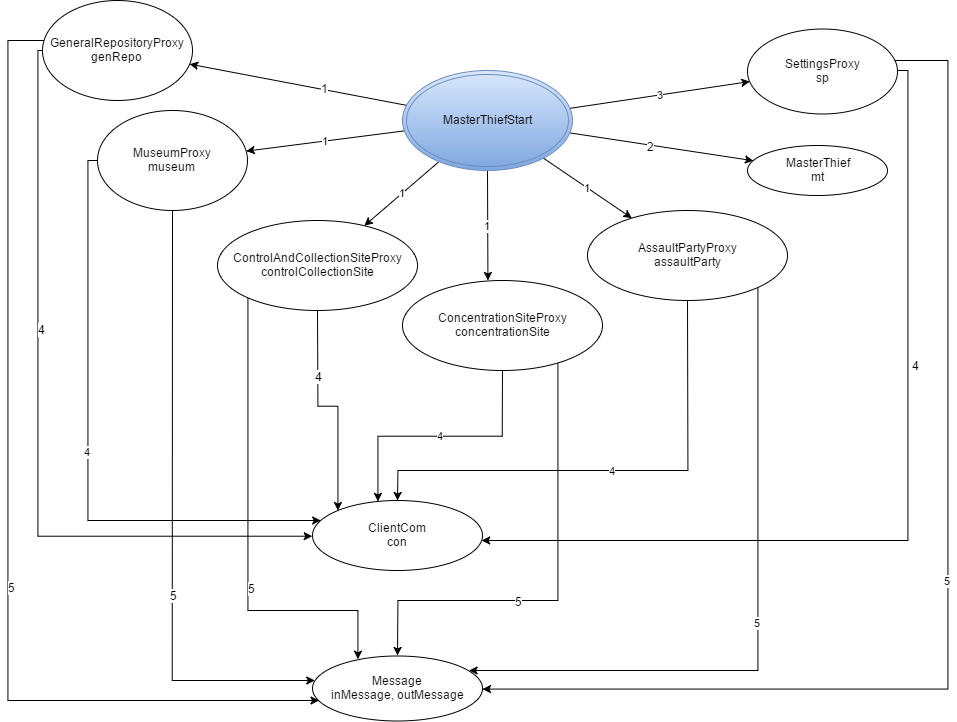 GeneralRepositoryProxy
genRepo
SettingsProxy
sp
1
3
MasterThiefStart
MuseumProxy
museum
1
2
MasterThief
mt
1
1
1
ControlAndCollectionSiteProxy
controlCollectionSite
AssaultPartyProxy
assaultParty
ConcentrationSiteProxy
concentrationSite
4
4
4
4
4
4
ClientCom
con
5
5
5
5
5
5
Message
inMessage, outMessage